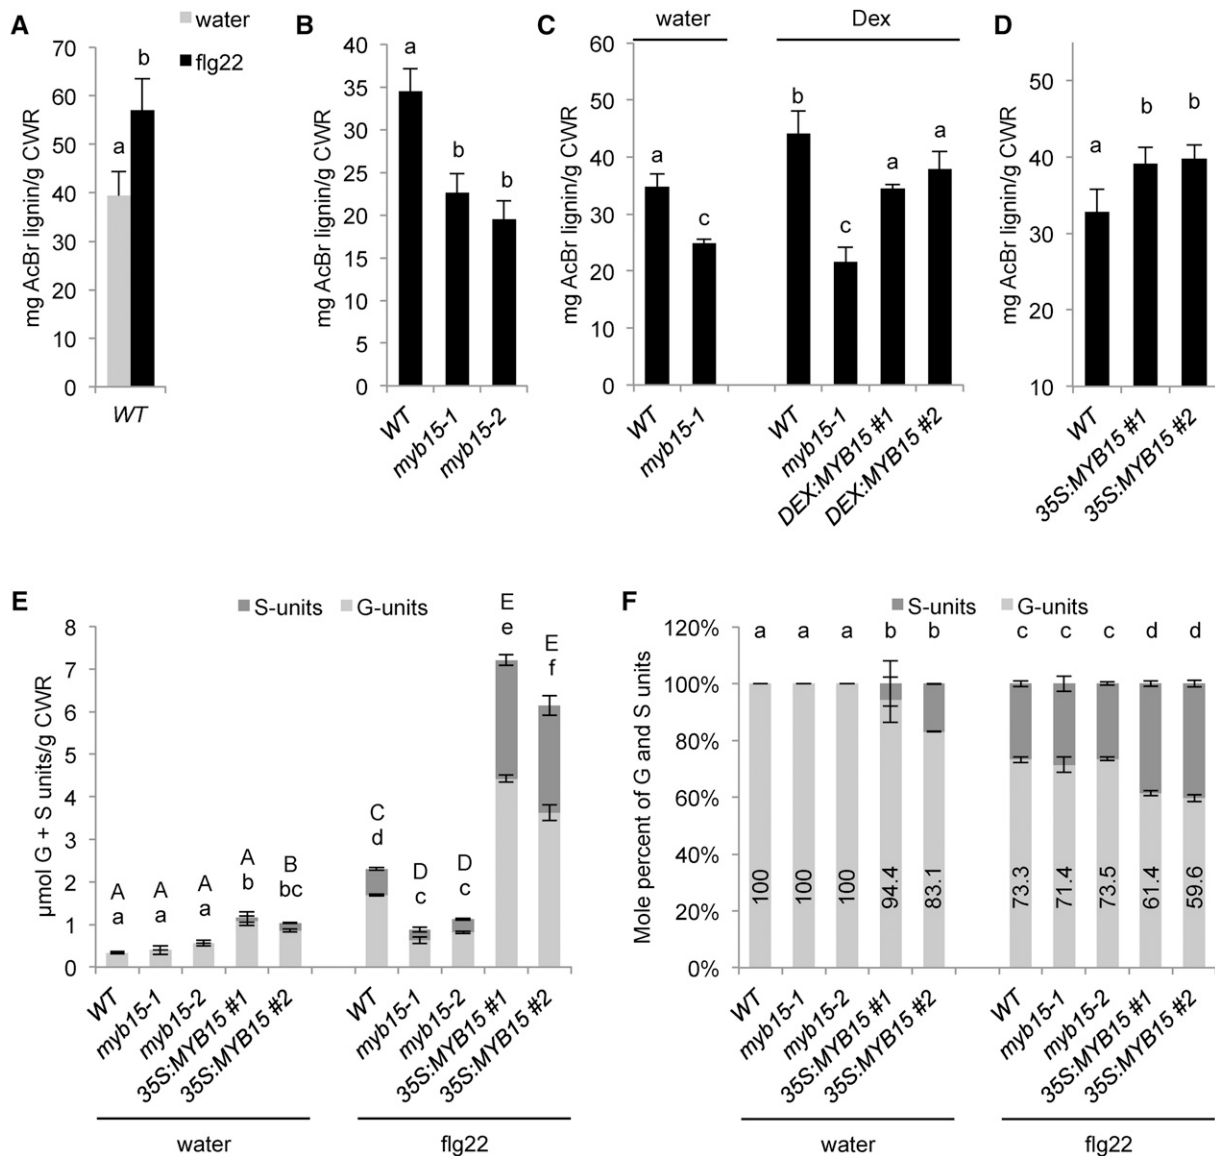 A
water
flg22
70
60
50
40
30
20
10
0
mg AcBr lignin/g CWR
a
b
WT
B
40
35
30
25
20
15
10
5
0
mg AcBr lignin/g CWR
a
b
b
WT
myb15-1
myb15-2
C
water
Dex
60
50
40
30
20
10
0
mg AcBr lignin/g CWR
a
c
b
c
a
a
WT
myb15-1
WT
myb15-1
DEX:MYB15 #1
DEX:MYB15 #2
D
50
40
30
20
10
mg AcBr lignin/g CWR
a
b
b
WT
35S:MYB15 #1
35S:MYB15 #2
E
S-units
G-units
8
7
6
5
4
3
2
1
0
µmol G + S units/g CWR
A
a
A
a
A
a
A
b
B
bc
C
d
D
c
D
c
E
e
E
f
WT
myb15-1
myb15-2
35S:MYB15 #1
35S:MYB15 #2
WT
myb15-1
myb15-2
35S:MYB15 #1
35S:MYB15 #2
water
flg22
F
S-units
G-units
120%
100%
80%
60%
40%
20%
0%
Mole percent of G and S units
a
a
a
b
b
c
c
c
d
d
100
100
100
94.4
83.1
73.3
71.4
73.5
61.4
59.6
WT
myb15-1
myb15-2
35S:MYB15 #1
35S:MYB15 #2
WT
myb15-1
myb15-2
35S:MYB15 #1
35S:MYB15 #2
water
flg22